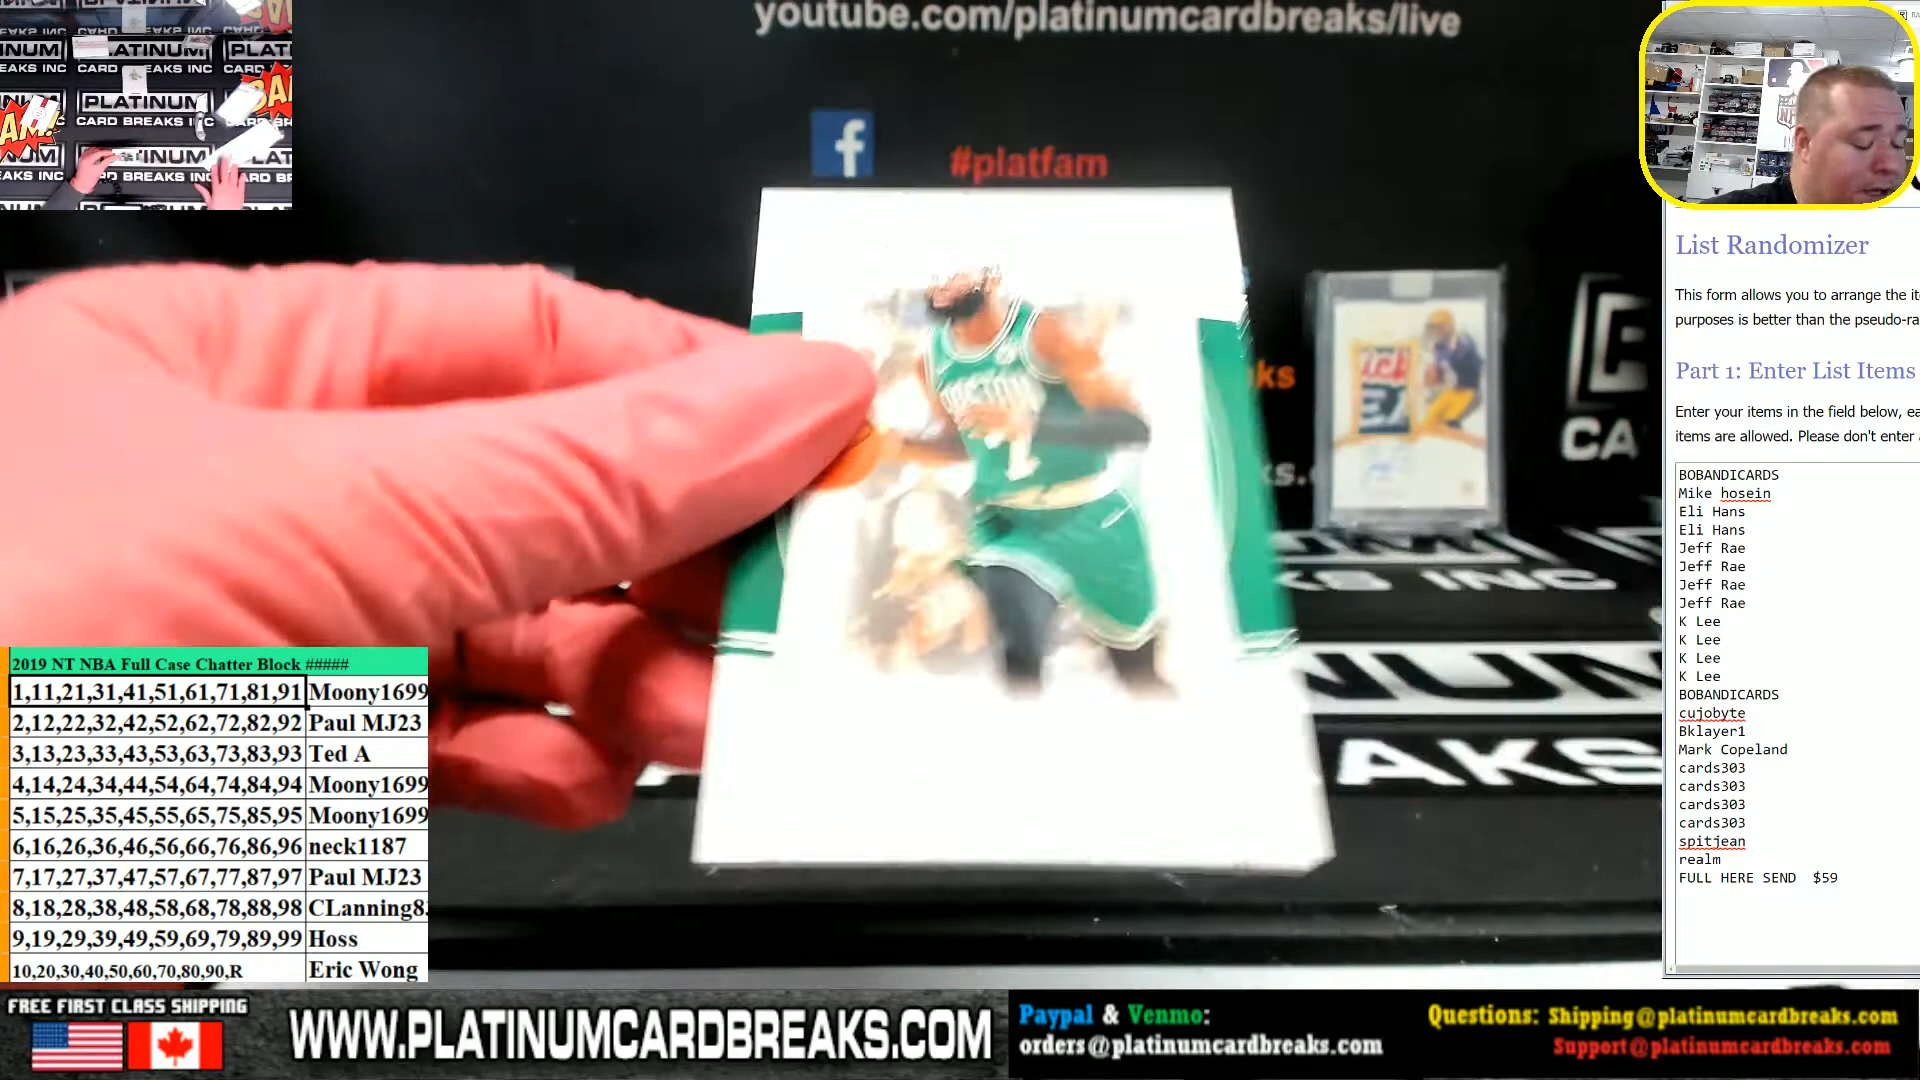 youtube.com/platinumcardbreaks/live
f
#platfam
PLATINUM
CARD BREAKS INC
BAM!
List Randomizer
This form allows you to arrange the
purposes is better than the
Part 1: Enter List Items
Enter your items in the field below,
items are allowed. Please don't enter
BOBANDICARDS
Mike hosein
Eli Hans
Eli Hans
Jeff Rae
Jeff Rae
Jeff Rae
Jeff Rae
K Lee
K Lee
K Lee
K Lee
BOBANDICARDS
cujobyte
Bklayer1
Mark Copeland
cards303
cards303
cards303
cards303
spitjean
realm
FULL HERE SEND $59
BOSTON
2019 NT NBA Full Case Chatter Block #####
1,11,21,31,41,51,61,71,81,91 Moony1699
2,12,22,32,42,52,62,72,82,92 Paul MJ23
3,13,23,33,43,53,63,73,83,93 Ted A
4,14,24,34,44,54,64,74,84,94 Moony1699
5,15,25,35,45,55,65,75,85,95 Moony1699
6,16,26,36,46,56,66,76,86,96 neck1187
7,17,27,37,47,57,67,77,87,97 Paul MJ23
8,18,28,38,48,58,68,78,88,98 CLanning8
9,19,29,39,49,59,69,79,89,99 Hoss
10,20,30,40,50,60,70,80,90,R Eric Wong
FREE FIRST CLASS SHIPPING
WWW.PLATINUMCARDBREAKS.COM
Paypal & Venmo:
orders@platinumcardbreaks.com
Questions: Shipping@platinumcardbreaks.com
Support@platinumcardbreaks.com